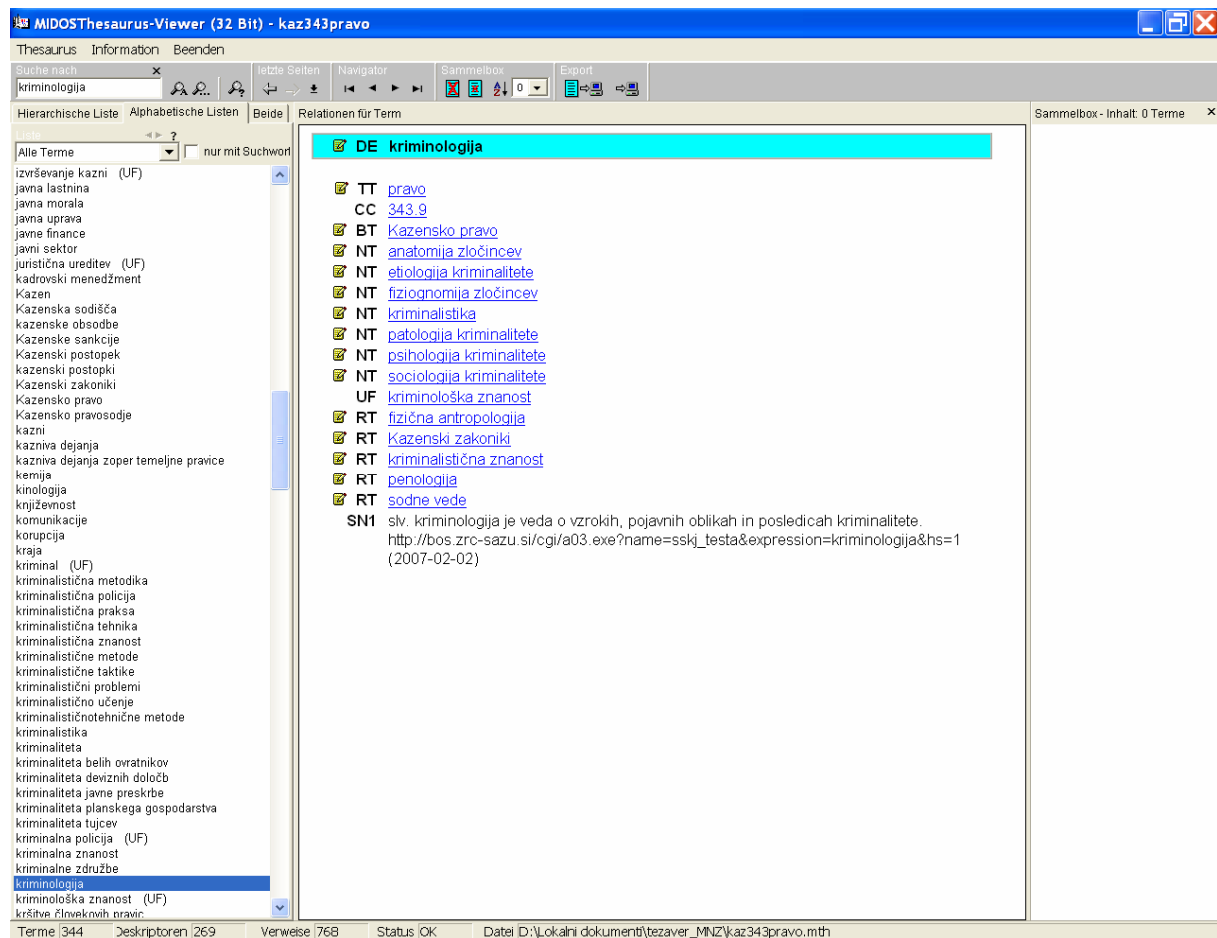 MIDOSThesaurus-Viewer (32 Bit) - kaz343pravo
Thesaurus Information Beenden
Suche nach x letzte Seiten Navigator Sammelbox Export
kriminologija 0
Hierarchische Liste Alphabetische Listen Beide Relationen für Term Sammelbox - Inhalt: 0 Terme x
Liste ?
Alle Terme nur mit Suchwort
izvrševanje kazni (UF)
javna lastnina
javna morala
javna uprava
javne finance
javni sektor
juristična ureditev (UF)
kadrovski menedžment
Kazen
Kazenska sodišča
kazenske obsodbe
Kazenske sankcije
Kazenski postopek
kazenski postopki
Kazenski zakoniki
Kazensko pravo
Kazensko pravosodje
kazni
kazniva dejanja
kazniva dejanja zoper temeljne pravice
kemija
kinologija
književnost
komunikacije
korupcija
kraja
kriminal (UF)
kriminalistična metodika
kriminalistična policija
kriminalistična praksa
kriminalistična tehnika
kriminalistična znanost
kriminalistične metode
kriminalistične taktike
kriminalistični problemi
kriminalistično učenje
kriminalističnotehnične metode
kriminalistika
kriminaliteta
kriminaliteta belih ovratnikov
kriminaliteta deviznih določb
kriminaliteta javne preskrbe
kriminaliteta planskega gospodarstva
kriminaliteta tujcev
kriminalna policija (UF)
kriminalna znanost
kriminalne združbe
kriminologija
kriminološka znanost (UF)
kršitve človekovih pravic
DE kriminologija
TT pravo
CC 343.9
BT Kazensko pravo
NT anatomija zločincev
NT etiologija kriminalitete
NT fiziognomija zločincev
NT kriminalistika
NT patologija kriminalitete
NT psihologija kriminalitete
NT sociologija kriminalitete
UF kriminološka znanost
RT fizična antropologija
RT Kazenski zakoniki
RT kriminalistična znanost
RT penologija
RT sodne vede
SN1 slv. kriminologija je veda o vzrokih, pojavnih oblikah in posledicah kriminalitete.
http://bos.zrc-sazu.si/cgi/a03.exe?name=sskj_testa&expression=kriminologija&hs=1
(2007-02-02)
Terme 344 Deskriptoren 269 Verweise 768 Status OK Datei D:\Lokalni dokumenti\tezaver_MNZ\kaz343pravo.mth